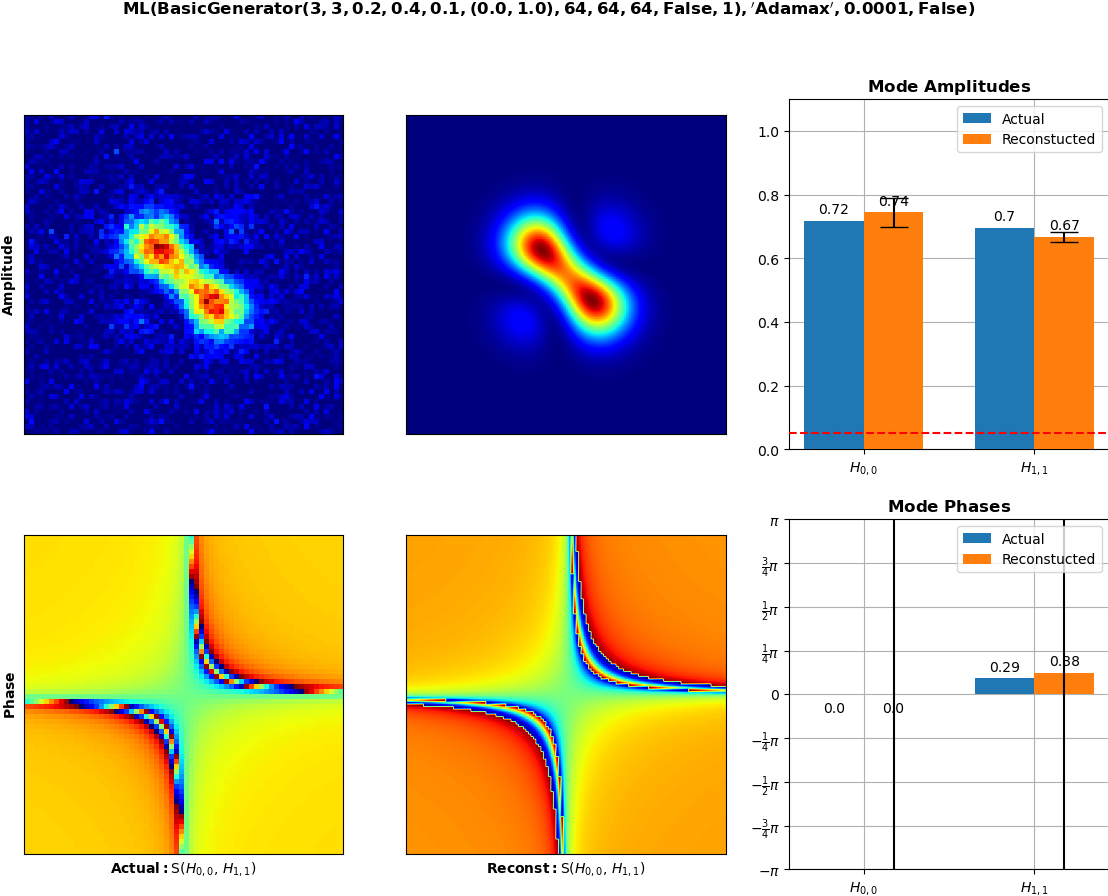 ML(BasicGenerator(3, 3, 0.2, 0.4, 0.1, (0.0, 1.0), 64, 64, 64, False, 1), ′Adamax′, 0.0001, False)
Amplitude
Mode Amplitudes
Actual
Reconstucted
1.0
0.8
0.6
0.4
0.2
0.0
0.72
0.74
0.7
0.67
H0, 0
H1, 1
Phase
Actual: S(H0, 0, H1, 1)
Reconst: S(H0, 0, H1, 1)
Mode Phases
Actual
Reconstucted
π
3/4π
1/2π
1/4π
0
−1/4π
−1/2π
−3/4π
−π
0.0
0.0
0.29
0.38
H0, 0
H1, 1